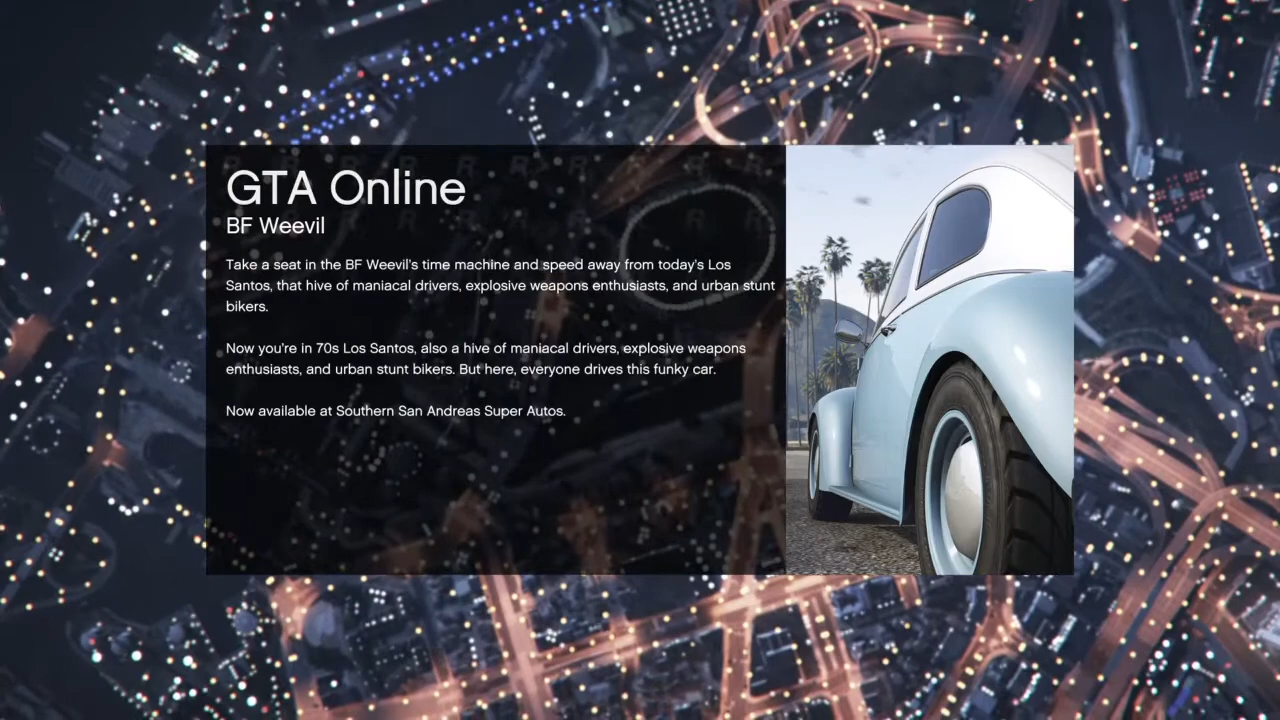 GTA Online
BF Weevil
Take a seat in the BF Weevil's time machine and speed away from today's Los
Santos, that hive of maniacal drivers, explosive weapons enthusiasts, and urban stunt
bikers.
Now you're in 70s Los Santos, also a hive of maniacal drivers, explosive weapons
enthusiasts, and urban stunt bikers. But here, everyone drives this funky car.
Now available at Southern San Andreas Super Autos.